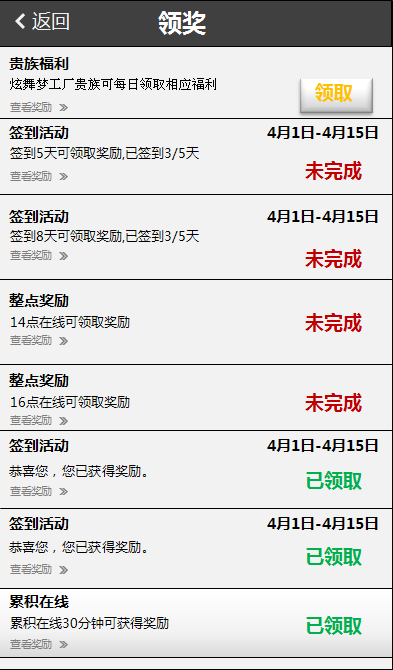 返回
领奖
贵族福利
炫舞梦工厂贵族可每日领取相应福利
查看奖励 »
领取
签到活动 4月1日-4月15日
签到5天可领取奖励,已签到3/5天
未完成
查看奖励 »
签到活动 4月1日-4月15日
签到8天可领取奖励,已签到3/5天
未完成
查看奖励 »
整点奖励
14点在线可领取奖励
未完成
查看奖励 »
整点奖励
16点在线可领取奖励
未完成
查看奖励 »
签到活动 4月1日-4月15日
恭喜您，您已获得奖励。
已领取
查看奖励 »
签到活动 4月1日-4月15日
恭喜您，您已获得奖励。
已领取
查看奖励 »
累积在线
累积在线30分钟可获得奖励
已领取
查看奖励 »